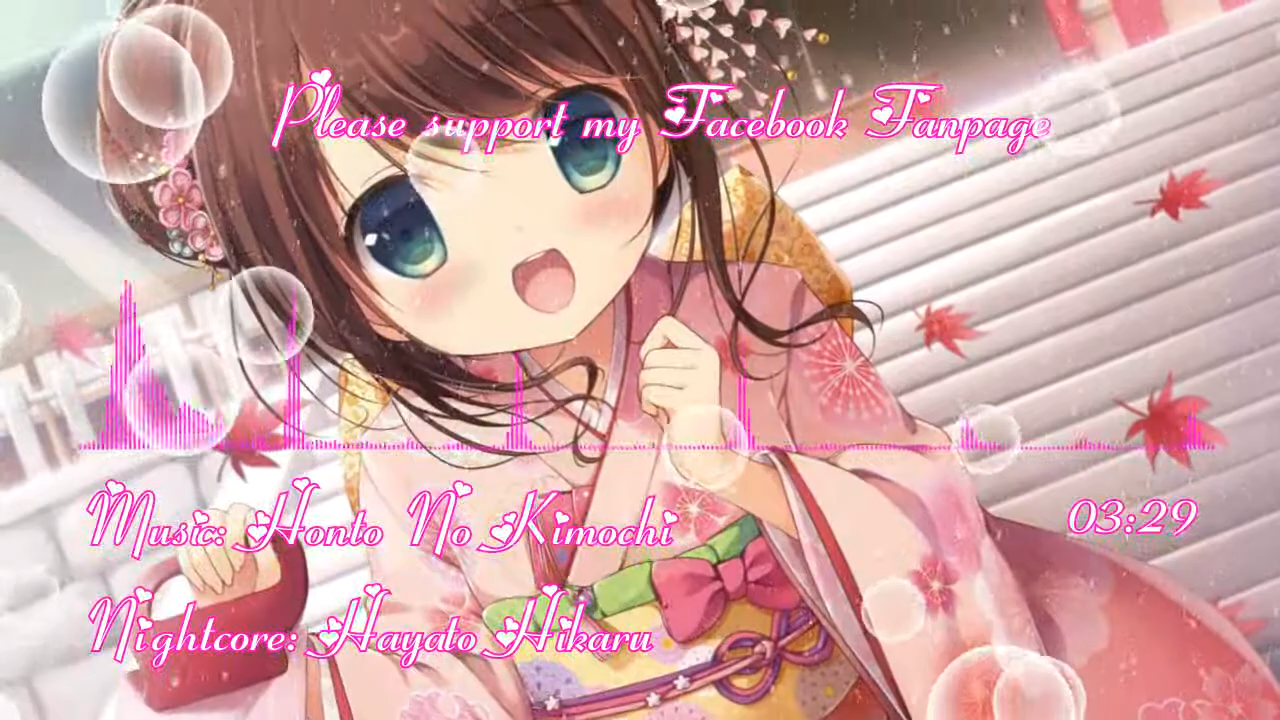 Please support my Facebook Fanpage
Music: Honto No Kimochi
03:29
Nightcore: Hayato Hikaru